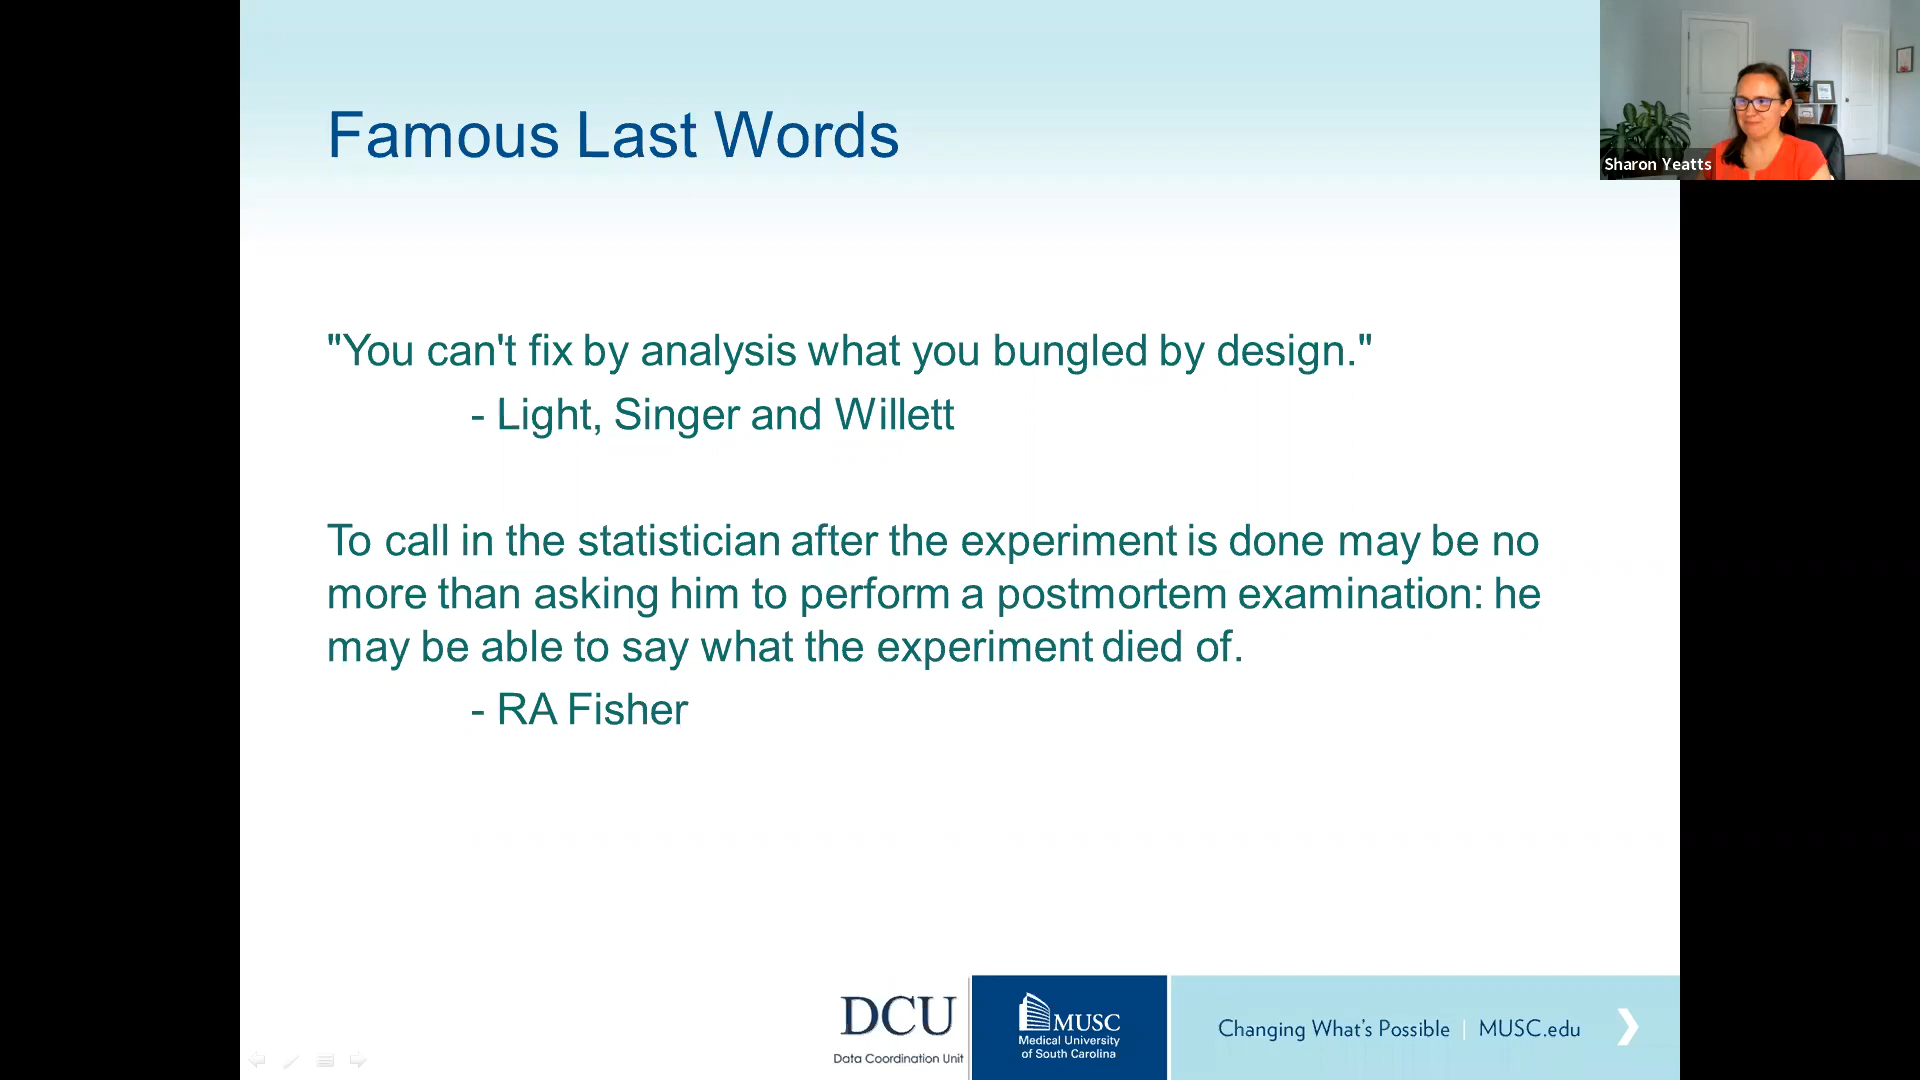 Famous Last Words
Sharon Yeatts
"You can't fix by analysis what you bungled by design."
- Light, Singer and Willett
To call in the statistician after the experiment is done may be no
more than asking him to perform a postmortem examination: he
may be able to say what the experiment died of.
- RA Fisher
DCU
Data Coordination Unit
MUSC
Medical University
of South Carolina
Changing What's Possible | MUSC.edu